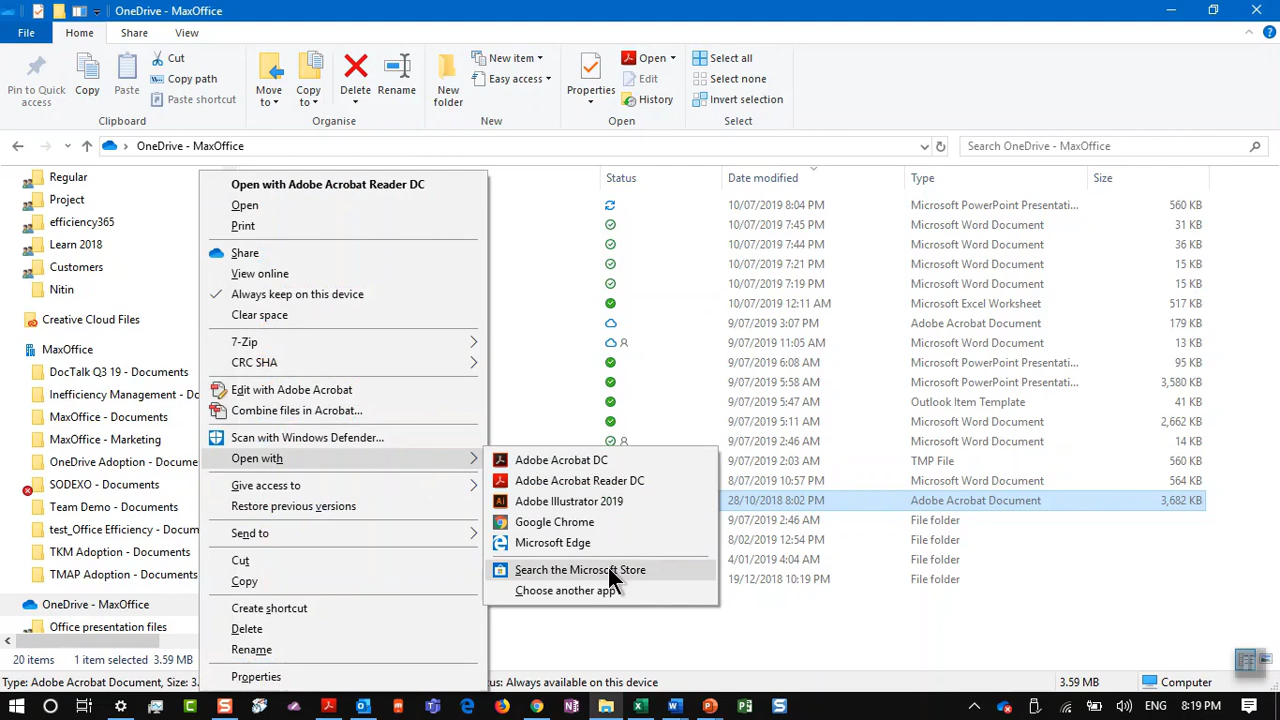 OneDrive - MaxOffice
File Home Share View
Pin to Quick access
Copy
Paste
Cut
Copy path
Paste shortcut
Clipboard
Move to
Copy to
Delete
Rename
Organise
New folder
New item
Easy access
New
Properties
Open
Edit
History
Open
Select all
Select none
Invert selection
Select
OneDrive - MaxOffice
Search OneDrive - MaxOffice
Regular
Project
efficiency365
Learn 2018
Customers
Nitin
Creative Cloud Files
MaxOffice
DocTalk Q3 19 - Documents
Inefficiency Management - Do
MaxOffice - Documents
MaxOffice - Marketing
OneDrive Adoption - Documen
SODEXO - Documents
Team Demo - Documents
test_Office Efficiency - Docum
TKM Adoption - Documents
TMAP Adoption - Documents
OneDrive - MaxOffice
Office presentation files
Open with Adobe Acrobat Reader DC
Open
Print
Share
View online
Always keep on this device
Clear space
7-Zip
CRC SHA
Edit with Adobe Acrobat
Combine files in Acrobat...
Scan with Windows Defender...
Open with
Give access to
Restore previous versions
Send to
Cut
Copy
Create shortcut
Delete
Rename
Properties
Adobe Acrobat DC
Adobe Acrobat Reader DC
Adobe Illustrator 2019
Google Chrome
Microsoft Edge
Search the Microsoft Store
Choose another app
Status Date modified Type Size
10/07/2019 8:04 PM Microsoft PowerPoint Presentati... 560 KB
10/07/2019 7:45 PM Microsoft Word Document 31 KB
10/07/2019 7:44 PM Microsoft Word Document 36 KB
10/07/2019 7:21 PM Microsoft Word Document 15 KB
10/07/2019 7:19 PM Microsoft Word Document 15 KB
10/07/2019 12:11 AM Microsoft Excel Worksheet 517 KB
9/07/2019 3:07 PM Adobe Acrobat Document 179 KB
9/07/2019 11:05 AM Microsoft Word Document 13 KB
9/07/2019 6:08 AM Microsoft PowerPoint Presentati... 95 KB
9/07/2019 5:58 AM Microsoft PowerPoint Presentati... 3,580 KB
9/07/2019 5:47 AM Outlook Item Template 41 KB
9/07/2019 5:11 AM Microsoft Word Document 2,662 KB
9/07/2019 2:46 AM Microsoft Word Document 14 KB
9/07/2019 2:03 AM TMP File 560 KB
8/07/2019 10:57 PM Microsoft Word Document 564 KB
28/10/2018 8:02 PM Adobe Acrobat Document 3,682 KB
9/07/2019 2:46 AM File folder
8/02/2019 12:54 PM File folder
4/01/2019 4:04 AM File folder
19/12/2018 10:19 PM File folder
20 items 1 item selected 3.59 MB
Type: Adobe Acrobat Document, Size: 3. us: Always available on this device 3.59 MB Computer
ENG 8:19 PM